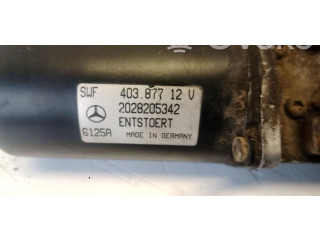 SWF 403.877 12 V
2028205342
ENTSTOERT
6125A MADE IN GERMANY